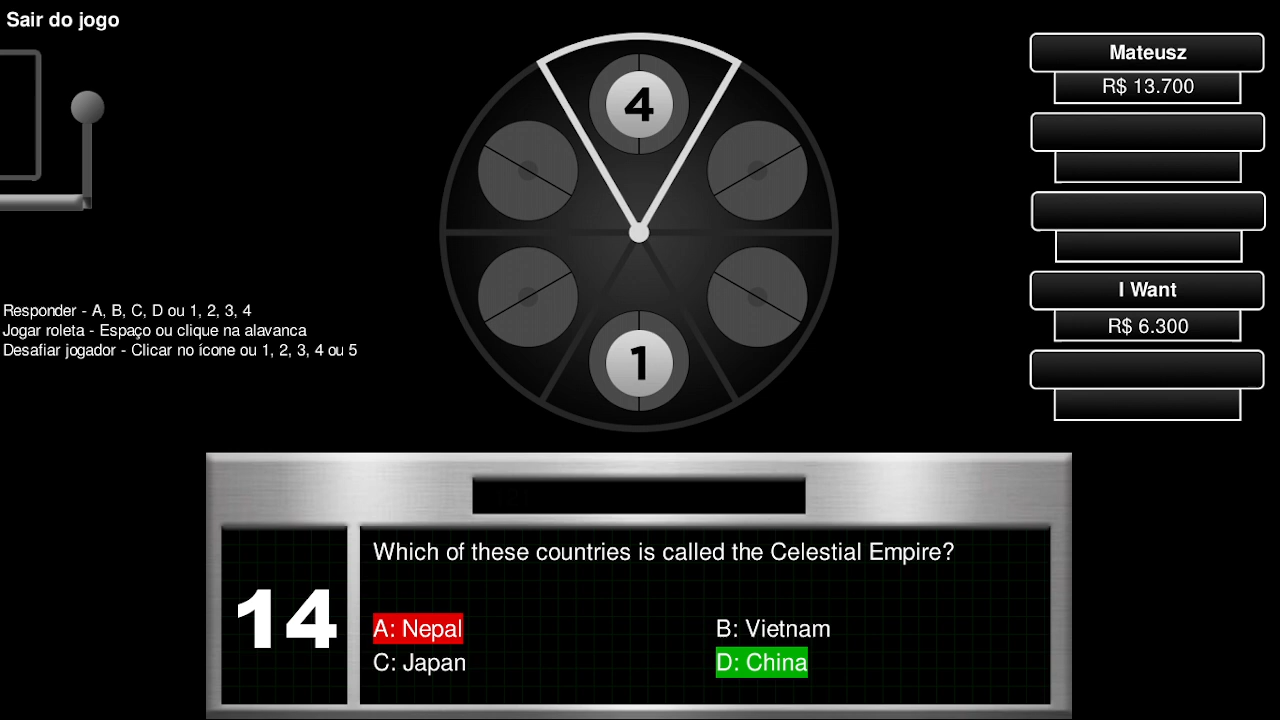 Sair do jogo
4
1
Mateusz
R$ 13.700
I Want
R$ 6.300
Responder - A, B, C, D ou 1, 2, 3, 4
Jogar roleta - Espaço ou clique na alavanca
Desafiar jogador - Clicar no ícone ou 1, 2, 3, 4 ou 5
14
Which of these countries is called the Celestial Empire?
A: Nepal
B: Vietnam
C: Japan
D: China